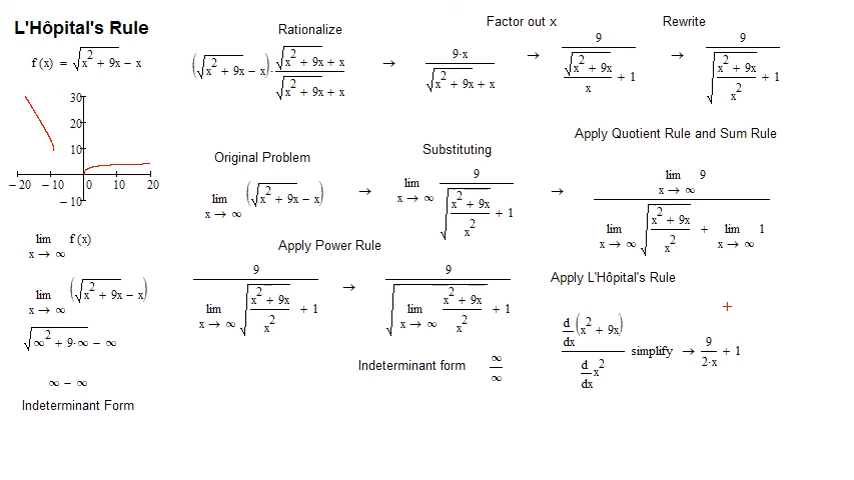 L'Hôpital's Rule
f(x) = √(x² + 9x) − x
30
20
10
− 20 − 10 0 10 20
− 10
lim f(x)
x → ∞
lim (√(x² + 9x) − x)
x → ∞
√(∞² + 9·∞) − ∞
∞ − ∞
Indeterminant Form
Rationalize
(√(x² + 9x) − x)·(√(x² + 9x) + x)/(√(x² + 9x) + x) →
9·x/(√(x² + 9x) + x) →
Factor out x
9/(√(x² + 9x)/x + 1) →
Rewrite
9/(√((x² + 9x)/x²) + 1)
Original Problem
lim x → ∞ (√(x² + 9x) − x) →
Substituting
lim x → ∞ 9/(√((x² + 9x)/x²) + 1) →
Apply Quotient Rule and Sum Rule
lim x → ∞ 9
lim x → ∞ √((x² + 9x)/x²) + lim x → ∞ 1
Apply Power Rule
9/(lim x → ∞ √((x² + 9x)/x²) + 1) →
9/(√(lim x → ∞ (x² + 9x)/x²) + 1)
Indeterminant form ∞/∞
Apply L'Hôpital's Rule
d/dx (x² + 9x)
d/dx x²
simplify → 9/(2·x) + 1